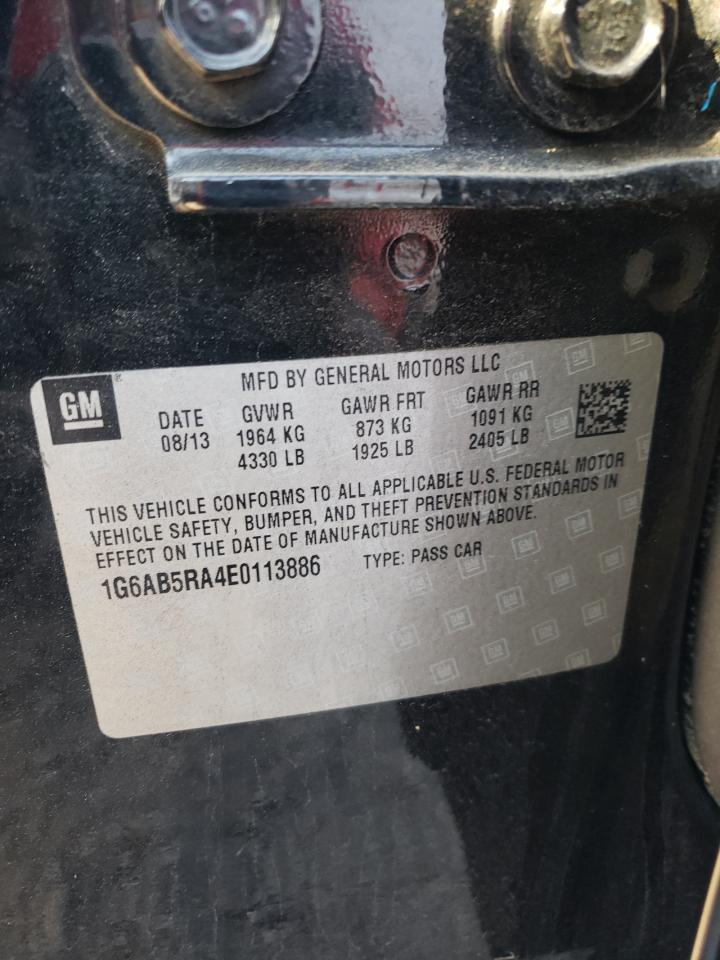 GM
MFD BY GENERAL MOTORS LLC
DATE GVWR GAWR FRT GAWR RR
08/13 1964 KG 873 KG 1091 KG
4330 LB 1925 LB 2405 LB
THIS VEHICLE CONFORMS TO ALL APPLICABLE U.S. FEDERAL MOTOR
VEHICLE SAFETY, BUMPER, AND THEFT PREVENTION STANDARDS IN
EFFECT ON THE DATE OF MANUFACTURE SHOWN ABOVE.
1G6AB5RA4E0113886 TYPE: PASS CAR